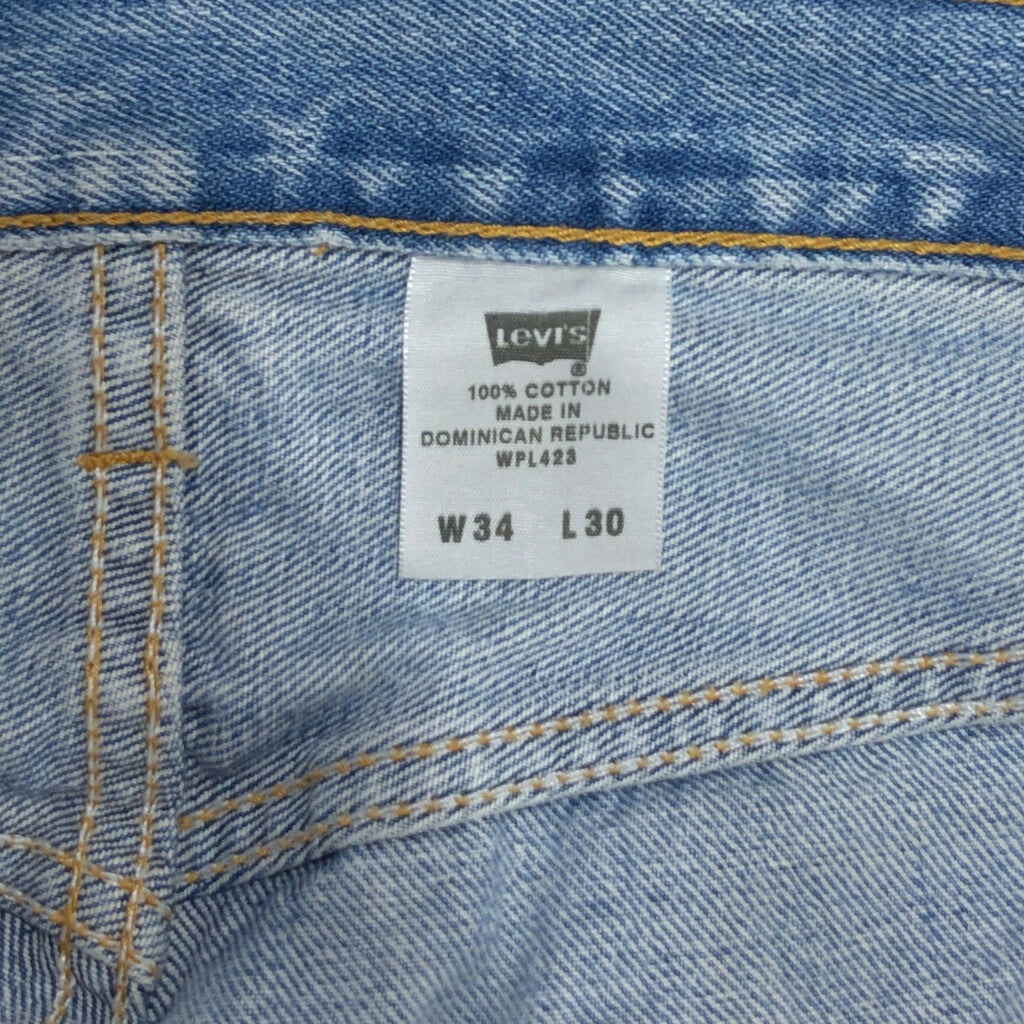 Levi's
®
100% COTTON
MADE IN
DOMINICAN REPUBLIC
WPL423
W34 L30